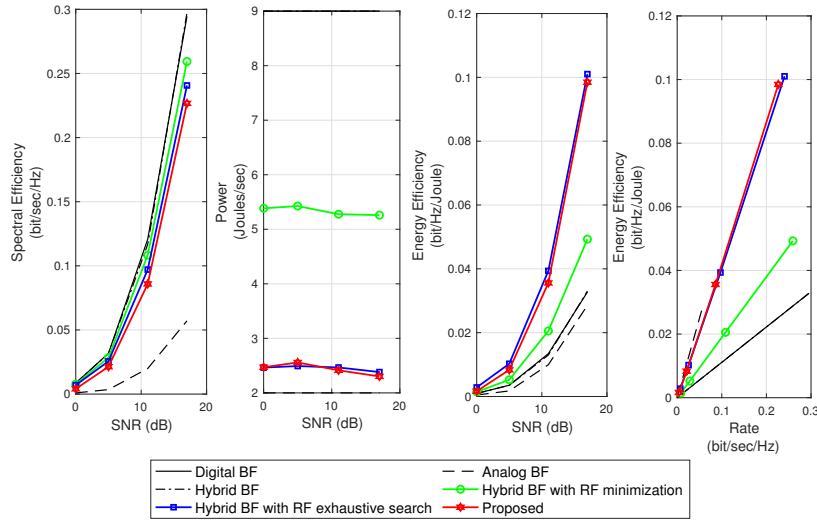 Spectral Efficiency
(bit/sec/Hz)
0.3
0.25
0.2
0.15
0.1
0.05
0
0 10 20
SNR (dB)
Power
(Joules/sec)
9
8
7
6
5
4
3
2
0 10 20
SNR (dB)
Energy Efficiency
(bit/Hz/Joule)
0.12
0.1
0.08
0.06
0.04
0.02
0
0 10 20
SNR (dB)
Energy Efficiency
(bit/Hz/Joule)
0.12
0.1
0.08
0.06
0.04
0.02
0
0 0.1 0.2 0.3
Rate
(bit/sec/Hz)
Digital BF
Hybrid BF
Hybrid BF with RF exhaustive search
Analog BF
Hybrid BF with RF minimization
Proposed